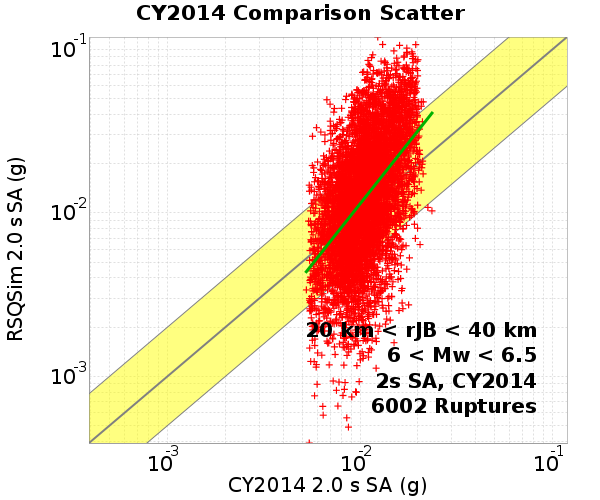 CY2014 Comparison Scatter
10^-1
10^-2
10^-3
RSQSim 2.0 s SA (g)
20 km < rJB < 40 km
6 < Mw < 6.5
2s SA, CY2014
6002 Ruptures
10^-3 10^-2 10^-1
CY2014 2.0 s SA (g)